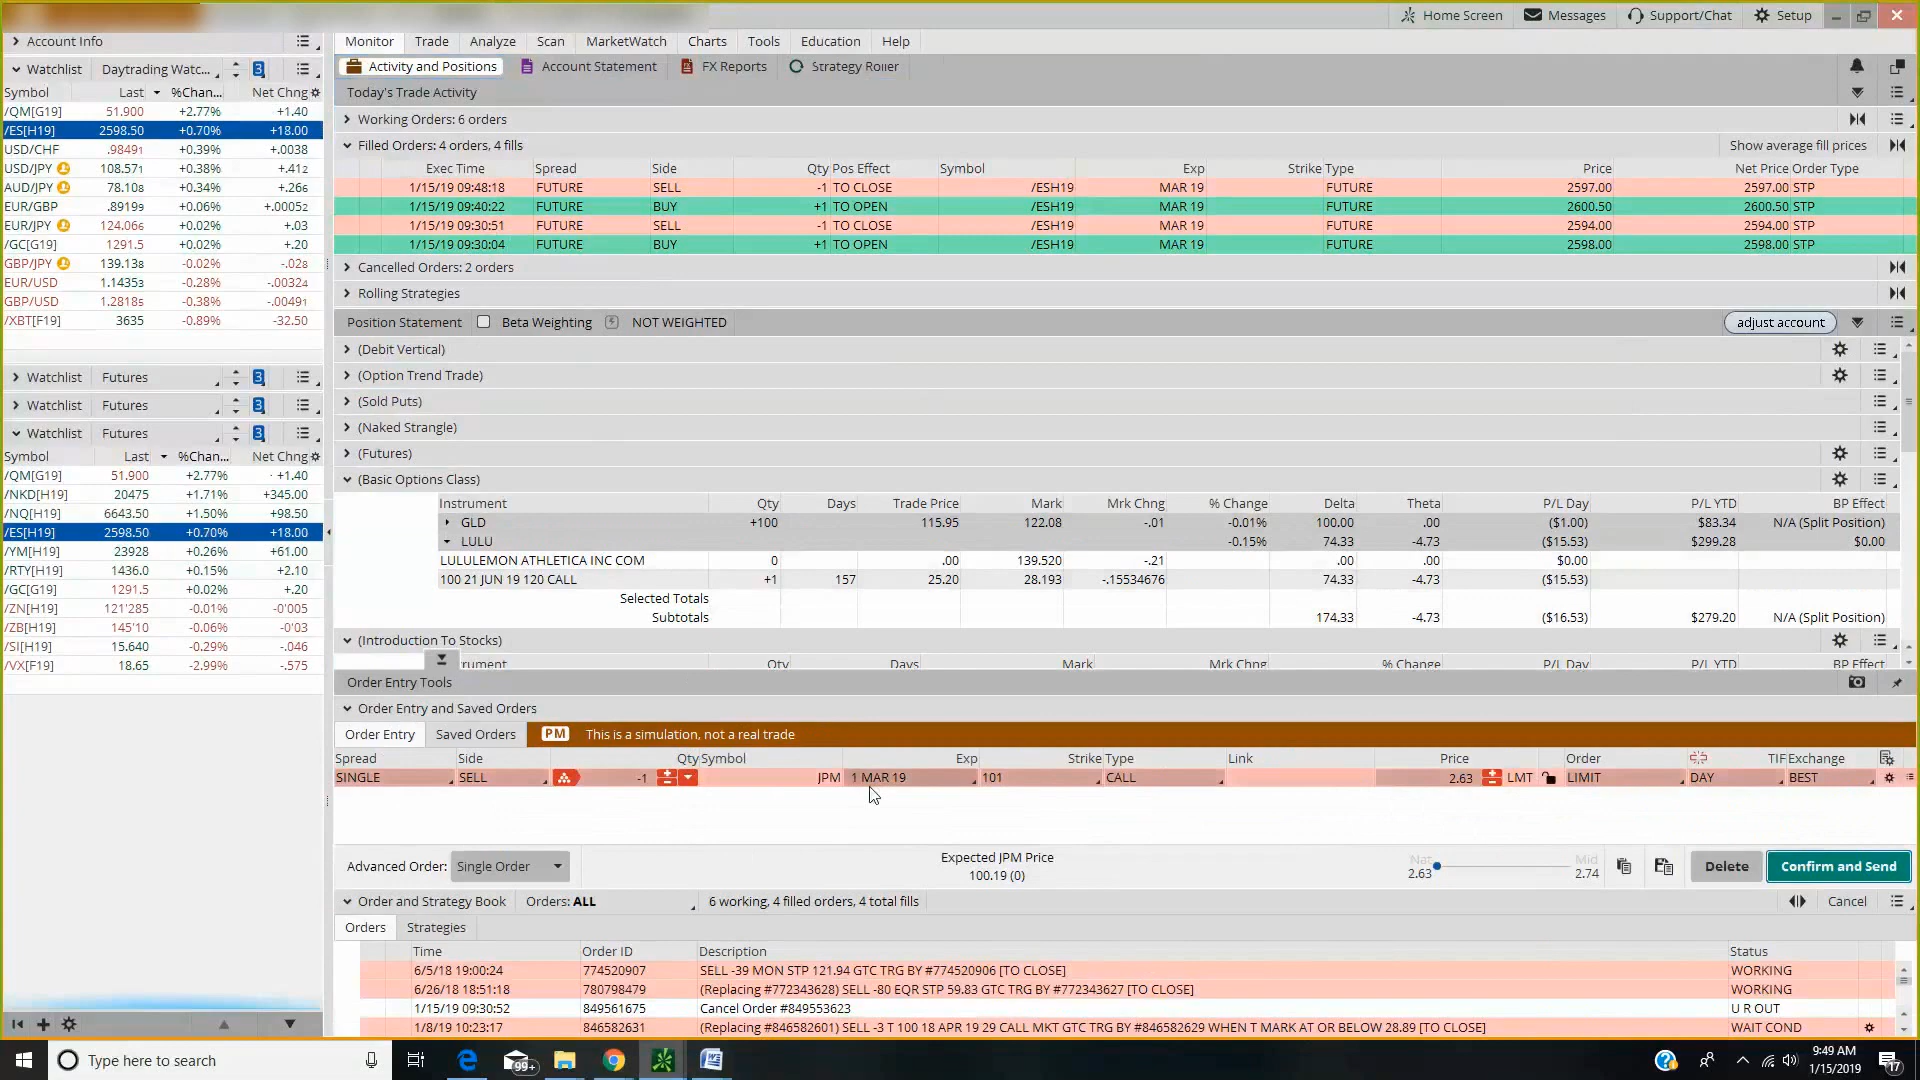 Home Screen Messages Support/Chat Setup
Account Info
Monitor Trade Analyze Scan MarketWatch Charts Tools Education Help
Watchlist Daytrading Watc... 3
Activity and Positions Account Statement FX Reports Strategy Roller
Symbol Last %Chan... Net Chng
Today's Trade Activity
/QM[G19] 51.900 +2.77% +1.40
/ES[H19] 2598.50 +0.70% +18.00
USD/CHF .98491 +0.39% +.0038
USD/JPY 108.571 +0.38% +.412
AUD/JPY 78.108 +0.34% +.266
EUR/GBP .89199 +0.06% +.00052
EUR/JPY 124.066 +0.02% +.03
/GC[G19] 1291.5 +0.02% +.20
GBP/JPY 139.138 -0.02% -.028
EUR/USD 1.14353 -0.28% -.00324
GBP/USD 1.28185 -0.38% -.00491
/XBT[F19] 3635 -0.89% -32.50
Watchlist Futures 3
Watchlist Futures 3
Watchlist Futures 3
Symbol Last %Chan... Net Chng
/QM[G19] 51.900 +2.77% +1.40
/NKD[H19] 20475 +1.71% +345.00
/NQ[H19] 6643.50 +1.50% +98.50
/ES[H19] 2598.50 +0.70% +18.00
/YM[H19] 23928 +0.26% +61.00
/RTY[H19] 1436.0 +0.15% +2.10
/GC[G19] 1291.5 +0.02% +.20
/ZN[H19] 121'285 -0.01% -0'005
/ZB[H19] 145'10 -0.06% -0'03
/SI[H19] 15.640 -0.29% -.046
/VX[F19] 18.65 -2.99% -.575
Working Orders: 6 orders
Filled Orders: 4 orders, 4 fills Show average fill prices
Exec Time Spread Side Qty Pos Effect Symbol Exp Strike Type Price Net Price Order Type
1/15/19 09:48:18 FUTURE SELL -1 TO CLOSE /ESH19 MAR 19 FUTURE 2597.00 2597.00 STP
1/15/19 09:40:22 FUTURE BUY +1 TO OPEN /ESH19 MAR 19 FUTURE 2600.50 2600.50 STP
1/15/19 09:30:51 FUTURE SELL -1 TO CLOSE /ESH19 MAR 19 FUTURE 2594.00 2594.00 STP
1/15/19 09:30:04 FUTURE BUY +1 TO OPEN /ESH19 MAR 19 FUTURE 2598.00 2598.00 STP
Cancelled Orders: 2 orders
Rolling Strategies
Position Statement Beta Weighting NOT WEIGHTED adjust account
(Debit Vertical)
(Option Trend Trade)
(Sold Puts)
(Naked Strangle)
(Futures)
(Basic Options Class)
Instrument Qty Days Trade Price Mark Mrk Chng % Change Delta Theta P/L Day P/L YTD BP Effect
GLD +100 115.95 122.08 -.01 -0.01% 100.00 .00 ($1.00) $83.34 N/A (Split Position)
LULU -0.15% 74.33 -4.73 ($15.53) $299.28 $0.00
LULULEMON ATHLETICA INC COM 0 .00 139.520 -.21 .00 .00 $0.00
100 21 JUN 19 120 CALL +1 157 25.20 28.193 -.15534676 74.33 -4.73 ($15.53)
Selected Totals
Subtotals 174.33 -4.73 ($16.53) $279.20 N/A (Split Position)
(Introduction To Stocks)
trument Qty Days Mark Mrk Chng % Change P/L Day P/L YTD BP Effect
Order Entry Tools
Order Entry and Saved Orders
Order Entry Saved Orders PM This is a simulation, not a real trade
Spread Side Qty Symbol Exp Strike Type Link Price Order TIF Exchange
SINGLE SELL -1 JPM 1 MAR 19 101 CALL 2.63 LMT LIMIT DAY BEST
Advanced Order: Single Order
Expected JPM Price
100.19 (0)
Nat Mid
2.63 2.74
Delete Confirm and Send
Order and Strategy Book Orders: ALL 6 working, 4 filled orders, 4 total fills Cancel
Orders Strategies
Time Order ID Description Status
6/5/18 19:00:24 774520907 SELL -39 MON STP 121.94 GTC TRG BY #774520906 [TO CLOSE] WORKING
6/26/18 18:51:18 780798479 (Replacing #772343628) SELL -80 EQR STP 59.83 GTC TRG BY #772343627 [TO CLOSE] WORKING
1/15/19 09:30:52 849561675 Cancel Order #849553623 U R OUT
1/8/19 10:23:17 846582631 (Replacing #846582601) SELL -3 T 100 18 APR 19 29 CALL MKT GTC TRG BY #846582629 WHEN T MARK AT OR BELOW 28.89 [TO CLOSE] WAIT COND
Type here to search
99+
9:49 AM
1/15/2019
17